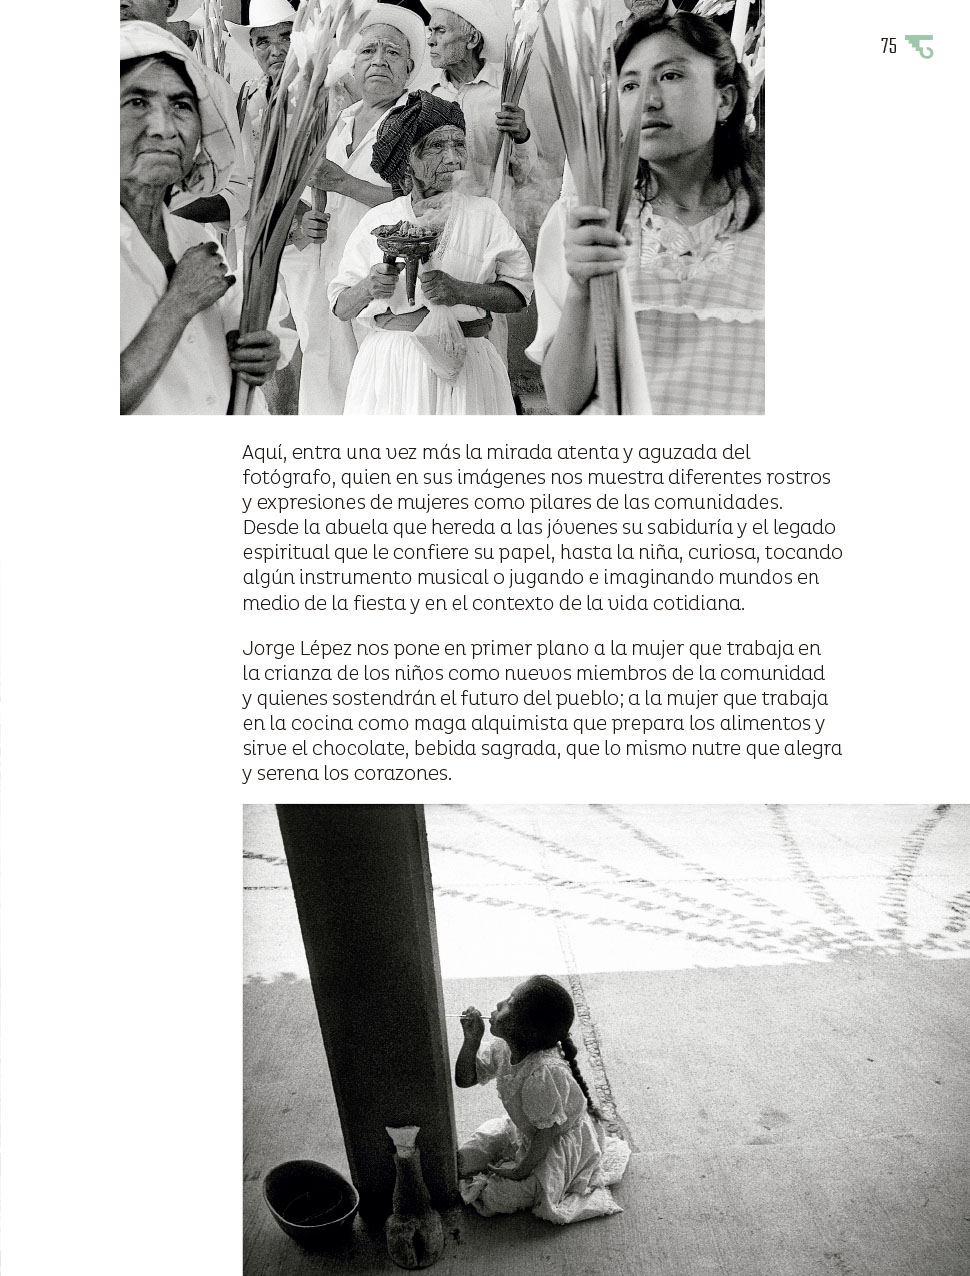 75
Aquí, entra una vez más la mirada atenta y aguzada del
fotógrafo, quien en sus imágenes nos muestra diferentes rostros
y expresiones de mujeres como pilares de las comunidades.
Desde la abuela que hereda a las jóvenes su sabiduría y el legado
espiritual que le confiere su papel, hasta la niña, curiosa, tocando
algún instrumento musical o jugando e imaginando mundos en
medio de la fiesta y en el contexto de la vida cotidiana.
Jorge Lépez nos pone en primer plano a la mujer que trabaja en
la crianza de los niños como nuevos miembros de la comunidad
y quienes sostendrán el futuro del pueblo; a la mujer que trabaja
en la cocina como maga alquimista que prepara los alimentos y
sirve el chocolate, bebida sagrada, que lo mismo nutre que alegra
y serena los corazones.